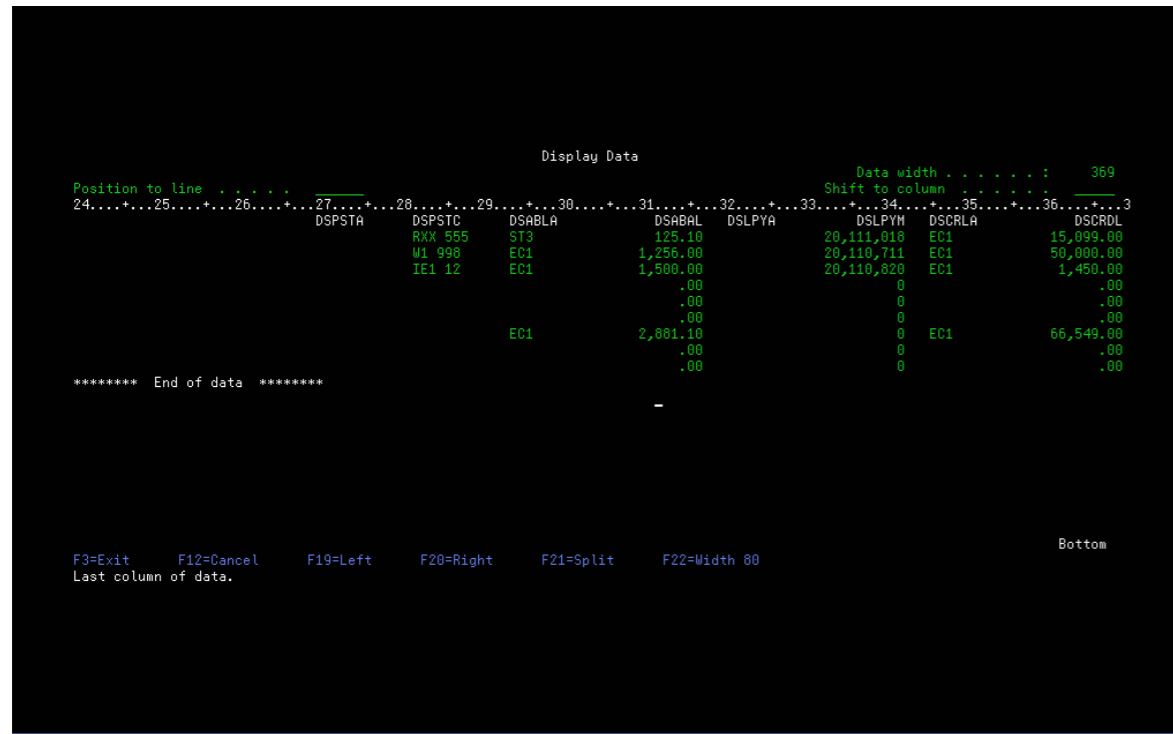 Display Data
Data width . . . . . . :     369
Position to line  . . . . .   _____   Shift to column  . . . . . .   _____
24....+...25....+...26....+...27....+...28....+...29....+...30....+...31....+...32....+...33....+...34....+...35....+...36....+...3
DSPSTA   DSPSTC   DSABLA   DSABAL   DSLPYA   DSLPYM   DSCRLA   DSCRDL
RXX 555   ST3   125.10   20,111,018   EC1   15,099.00
W1 998   EC1   1,256.00   20,110,711   EC1   50,000.00
IE1 12   EC1   1,500.00   20,110,820   EC1   1,450.00
.00   0   .00
.00   0   .00
.00   0   .00
EC1   2,881.10   0   EC1   66,549.00
.00   0   .00
.00   0   .00
********  End of data  ********
Bottom
F3=Exit   F12=Cancel   F19=Left   F20=Right   F21=Split   F22=Width 80
Last column of data.